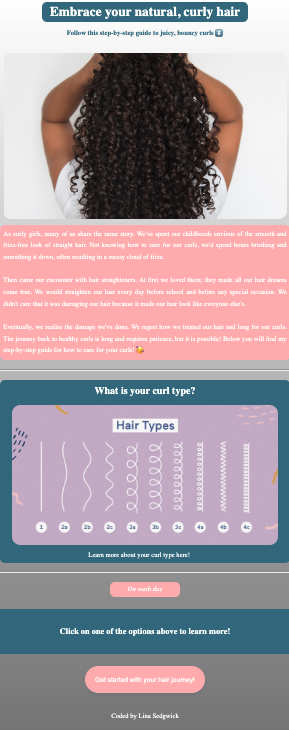 Embrace your natural, curly hair
Follow this step-by-step guide to juicy, bouncy curls ⬇️
As curly girls, many of us share the same story. We've spent our childhoods envious of the smooth and
frizz-free look of straight hair. Not knowing how to care for our curls, we'd spend hours brushing and
smoothing it down, often resulting in a messy cloud of frizz.
Then came our encounter with hair straighteners. At first we loved them; they made all our hair dreams
come true. We would straighten our hair every day before school and before any special occasion. We
didn't care that it was damaging our hair because it made our hair look like everyone else's.
Eventually, we realise the damage we've done. We regret how we treated our hair and long for our curls.
The journey back to healthy curls is long and requires patience, but it is possible! Below you will find my
step-by-step guide for how to care for your curls! 🥰
What is your curl type?
Hair Types
1 2a 2b 2c 3a 3b 3c 4a 4b 4c
Learn more about your curl type here!
On wash day
Click on one of the options above to learn more!
Get started with your hair journey!
Coded by Lina Sedgwick